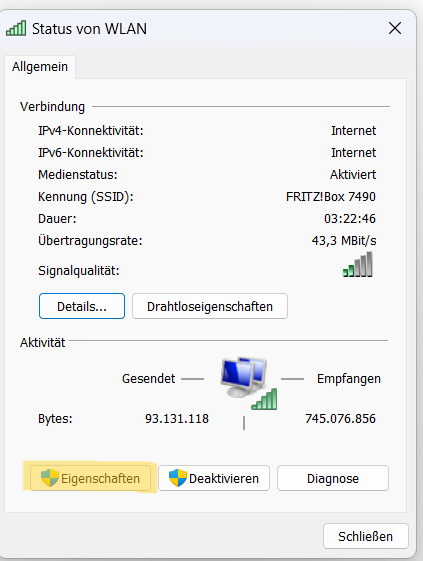 Status von WLAN
Allgemein
Verbindung
IPv4-Konnektivität: Internet
IPv6-Konnektivität: Internet
Medienstatus: Aktiviert
Kennung (SSID): FRITZ!Box 7490
Dauer: 03:22:46
Übertragungsrate: 43,3 MBit/s
Signalqualität:
Details... Drahtloseigenschaften
Aktivität
Gesendet Empfangen
Bytes: 93.131.118 745.076.856
Eigenschaften Deaktivieren Diagnose
Schließen